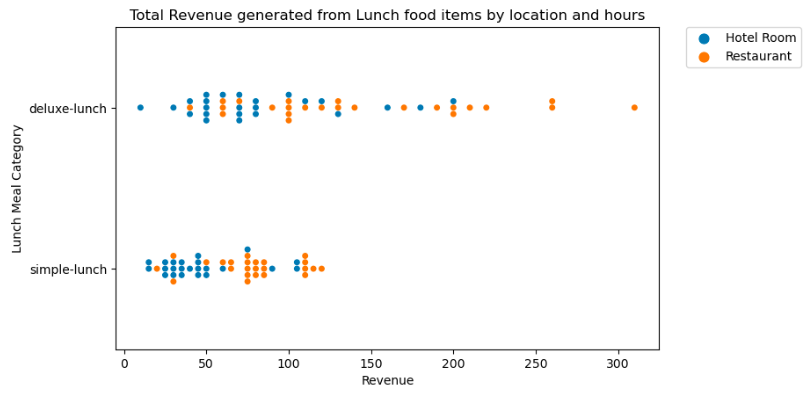 Total Revenue generated from Lunch food items by location and hours
Hotel Room
Restaurant
deluxe-lunch
simple-lunch
Lunch Meal Category
0 50 100 150 200 250 300
Revenue